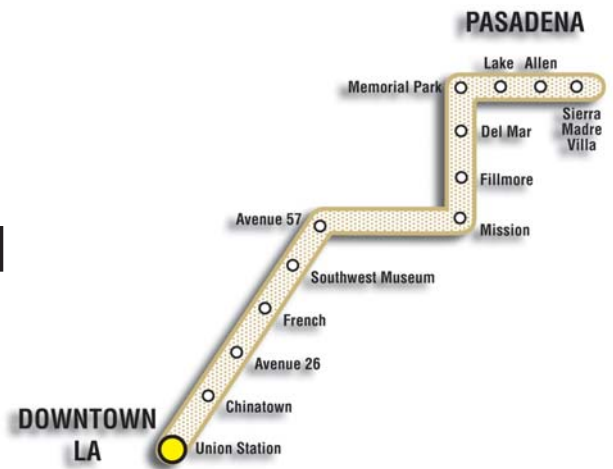 PASADENA
Lake Allen
Memorial Park
Sierra
Madre
Villa
Del Mar
Fillmore
Avenue 57
Mission
Southwest Museum
French
Avenue 26
Chinatown
DOWNTOWN
LA
Union Station